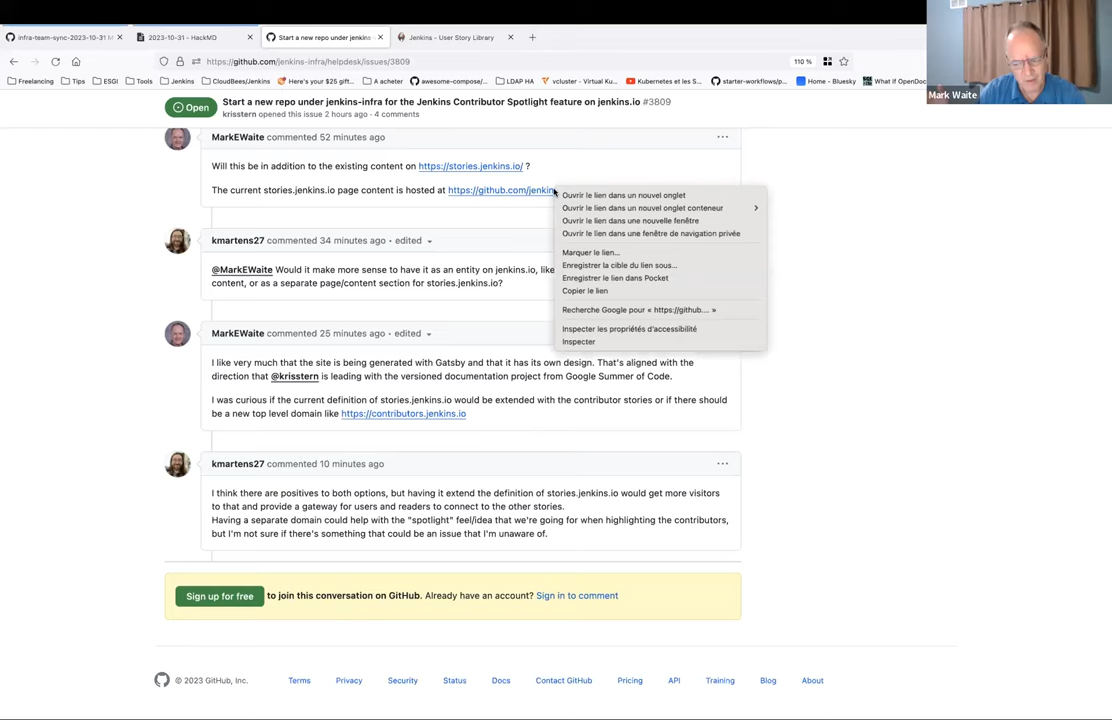 infra-team-sync-2023-10-31 M
2023-10-31 - HackMD
Start a new repo under jenkins-
Jenkins - User Story Library
https://github.com/jenkins-infra/helpdesk/issues/3809
110 %
Freelancing
Tips
ESGI
Tools
Jenkins
CloudBees/Jenkins
Here's your $25 gift...
A acheter
awesome-compose/...
LDAP HA
vcluster - Virtual Ku...
Kubernetes et les S...
starter-workflows/p...
Home - Bluesky
What If OpenDoc
Mark Waite
Open
Start a new repo under jenkins-infra for the Jenkins Contributor Spotlight feature on jenkins.io #3809
krisstern opened this issue 2 hours ago · 4 comments
MarkEWaite commented 52 minutes ago
Will this be in addition to the existing content on https://stories.jenkins.io/ ?
The current stories.jenkins.io page content is hosted at https://github.com/jenkin
kmartens27 commented 34 minutes ago • edited
@MarkEWaite Would it make more sense to have it as an entity on jenkins.io, like
content, or as a separate page/content section for stories.jenkins.io?
Ouvrir le lien dans un nouvel onglet
Ouvrir le lien dans un nouvel onglet conteneur
Ouvrir le lien dans une nouvelle fenêtre
Ouvrir le lien dans une fenêtre de navigation privée
Marquer le lien...
Enregistrer la cible du lien sous...
Enregistrer le lien dans Pocket
Copier le lien
Recherche Google pour « https://github.... »
Inspecter les propriétés d'accessibilité
Inspecter
MarkEWaite commented 25 minutes ago • edited
I like very much that the site is being generated with Gatsby and that it has its own design. That's aligned with the
direction that @krisstern is leading with the versioned documentation project from Google Summer of Code.
I was curious if the current definition of stories.jenkins.io would be extended with the contributor stories or if there should
be a new top level domain like https://contributors.jenkins.io
kmartens27 commented 10 minutes ago
I think there are positives to both options, but having it extend the definition of stories.jenkins.io would get more visitors
to that and provide a gateway for users and readers to connect to the other stories.
Having a separate domain could help with the "spotlight" feel/idea that we're going for when highlighting the contributors,
but I'm not sure if there's something that could be an issue that I'm unaware of.
Sign up for free to join this conversation on GitHub. Already have an account? Sign in to comment
© 2023 GitHub, Inc.
Terms
Privacy
Security
Status
Docs
Contact GitHub
Pricing
API
Training
Blog
About